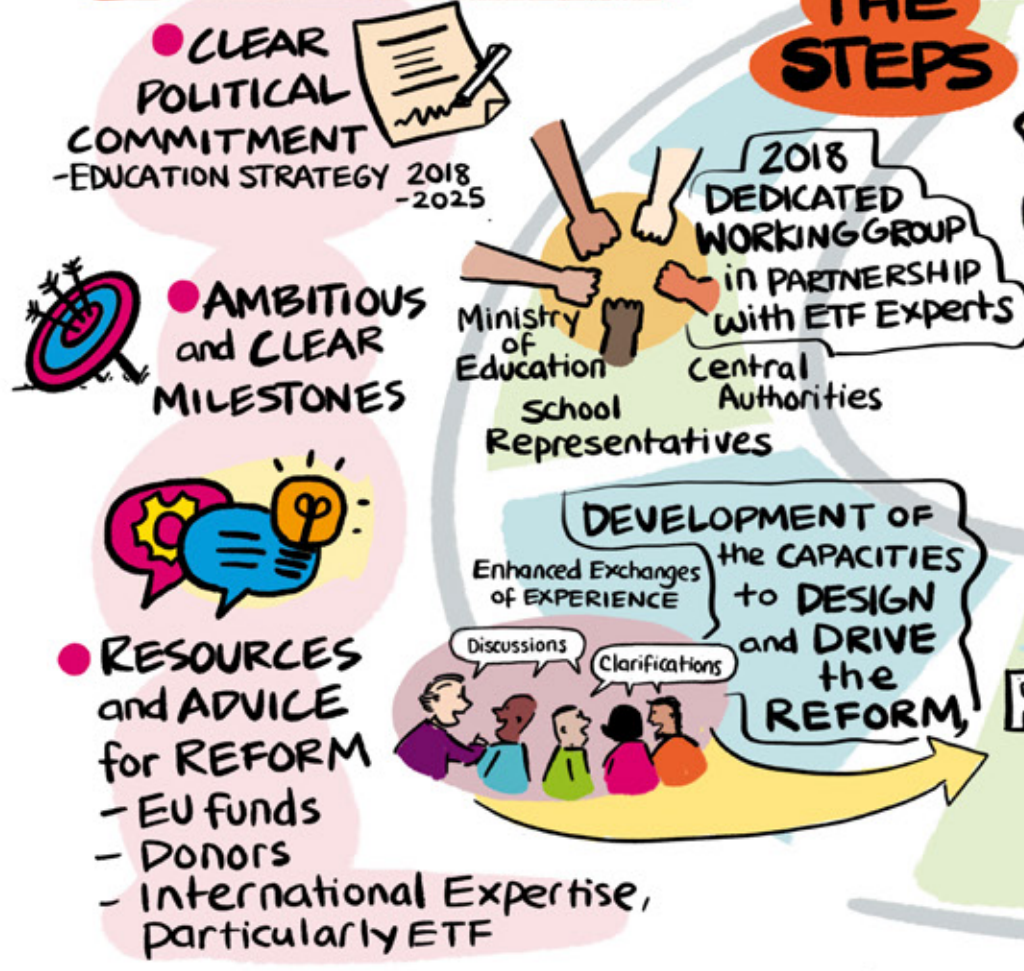 CLEAR
POLITICAL
COMMITMENT
-EDUCATION STRATEGY 2018
-2025
AMBITIOUS
and CLEAR
MILESTONES
RESOURCES
and ADVICE
for REFORM
- EU funds
- Donors
- International Expertise,
particularly ETF
THE
STEPS
2018
DEDICATED
WORKING GROUP
in PARTNERSHIP
with ETF Experts
Ministry
of
Education
School
Representatives
Central
Authorities
DEVELOPMENT OF
the CAPACITIES
to DESIGN
and DRIVE
the
REFORM,
Enhanced Exchanges
of EXPERIENCE
Discussions
Clarifications